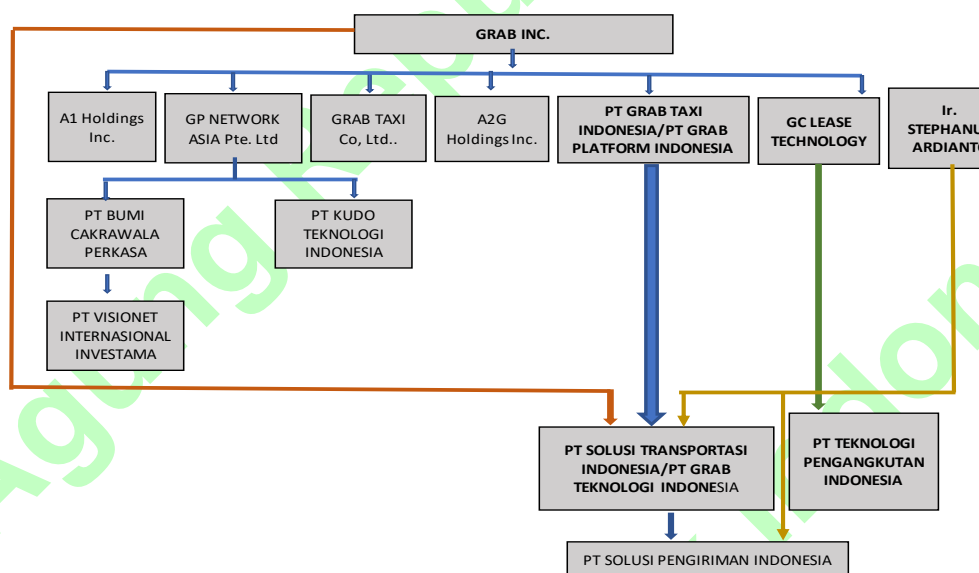 GRAB INC.
A1 Holdings
Inc.
GP NETWORK
ASIA Pte. Ltd
GRAB TAXI
Co, Ltd..
A2G
Holdings Inc.
PT GRAB TAXI
INDONESIA/PT GRAB
PLATFORM INDONESIA
GC LEASE
TECHNOLOGY
Ir.
STEPHANU
ARDIANTO
PT BUMI
CAKRAWALA
PERKASA
PT KUDO
TEKNOLOGI
INDONESIA
PT VISIONET
INTERNASIONAL
INVESTAMA
PT SOLUSI TRANSPORTASI
INDONESIA/PT GRAB
TEKNOLOGI INDONESIA
PT TEKNOLOGI
PENGANGKUTAN
INDONESIA
PT SOLUSI PENGIRIMAN INDONESIA
Agung